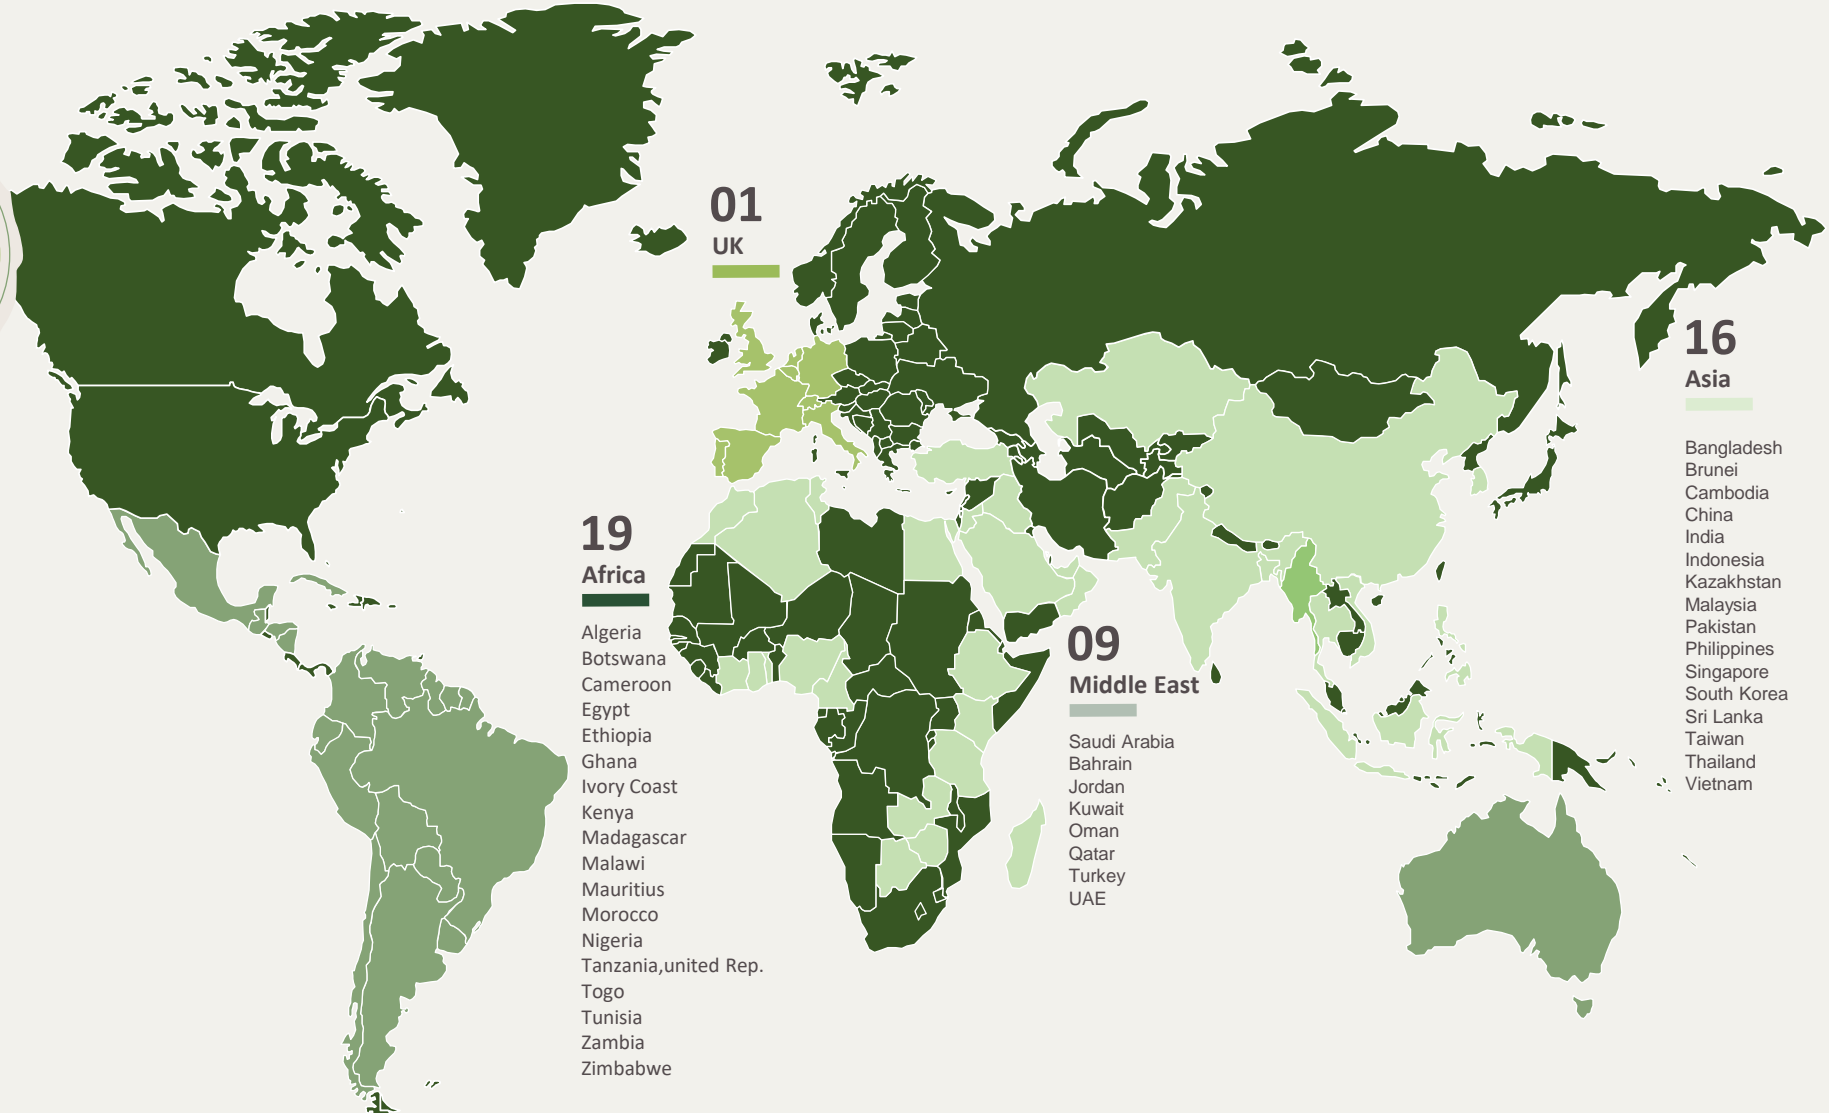 01
UK
19
Africa
Algeria
Botswana
Cameroon
Egypt
Ethiopia
Ghana
Ivory Coast
Kenya
Madagascar
Malawi
Mauritius
Morocco
Nigeria
Tanzania,united Rep.
Togo
Tunisia
Zambia
Zimbabwe
09
Middle East
Saudi Arabia
Bahrain
Jordan
Kuwait
Oman
Qatar
Turkey
UAE
16
Asia
Bangladesh
Brunei
Cambodia
China
India
Indonesia
Kazakhstan
Malaysia
Pakistan
Philippines
Singapore
South Korea
Sri Lanka
Taiwan
Thailand
Vietnam